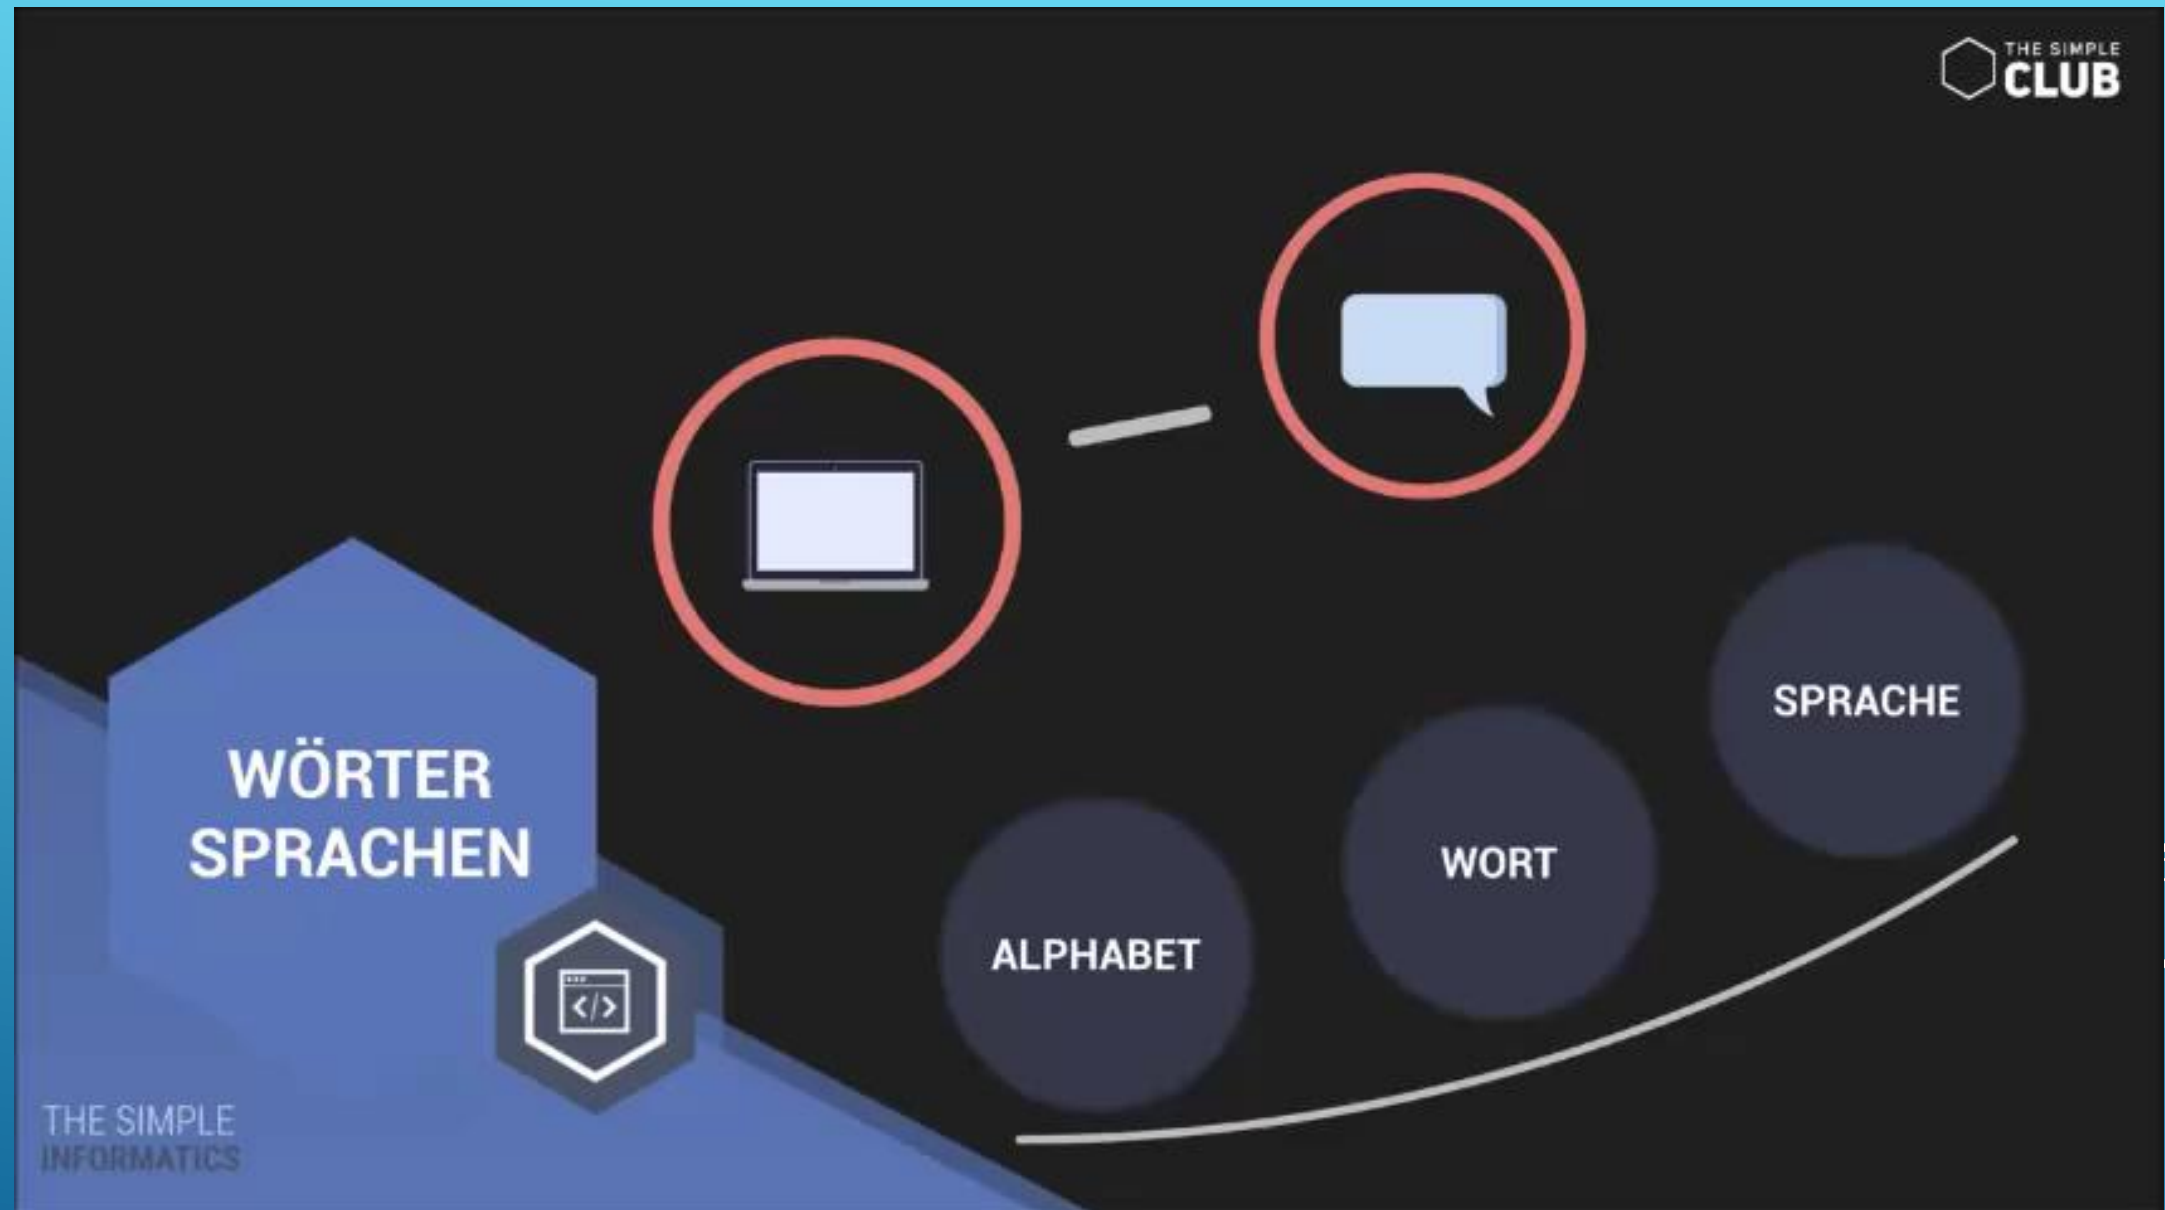 THE SIMPLE
CLUB
SPRACHE
WORT
ALPHABET
WÖRTER
SPRACHEN
</>
THE SIMPLE
INFORMATICS